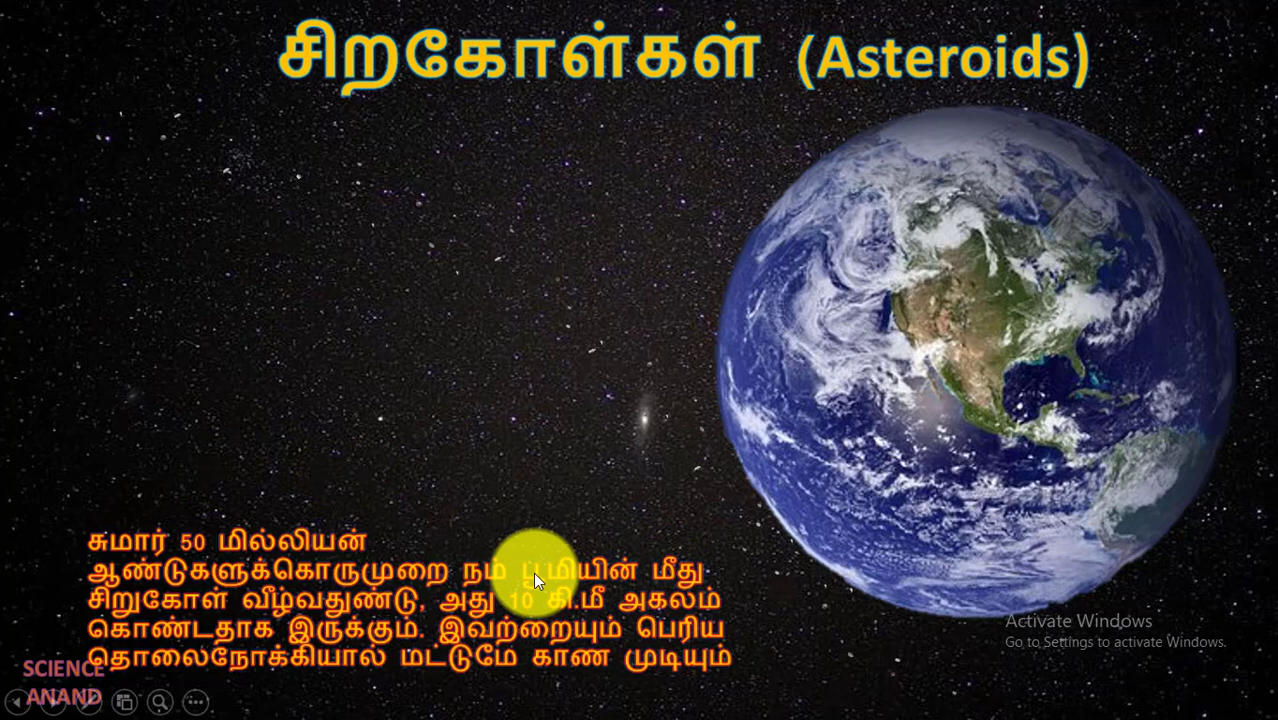 சிறகோள்கள் (Asteroids)
சுமார் 50 மில்லியன்
ஆண்டுகளுக்கொருமுறை நம் பூமியின் மீது
சிறுகோள் வீழ்வதுண்டு, அது 10 கி.மீ அகலம்
கொண்டதாக இருக்கும். இவற்றையும் பெரிய
தொலைநோக்கியால் மட்டுமே காண முடியும்
Activate Windows
Go to Settings to activate Windows.
SCIENCE
ANAND